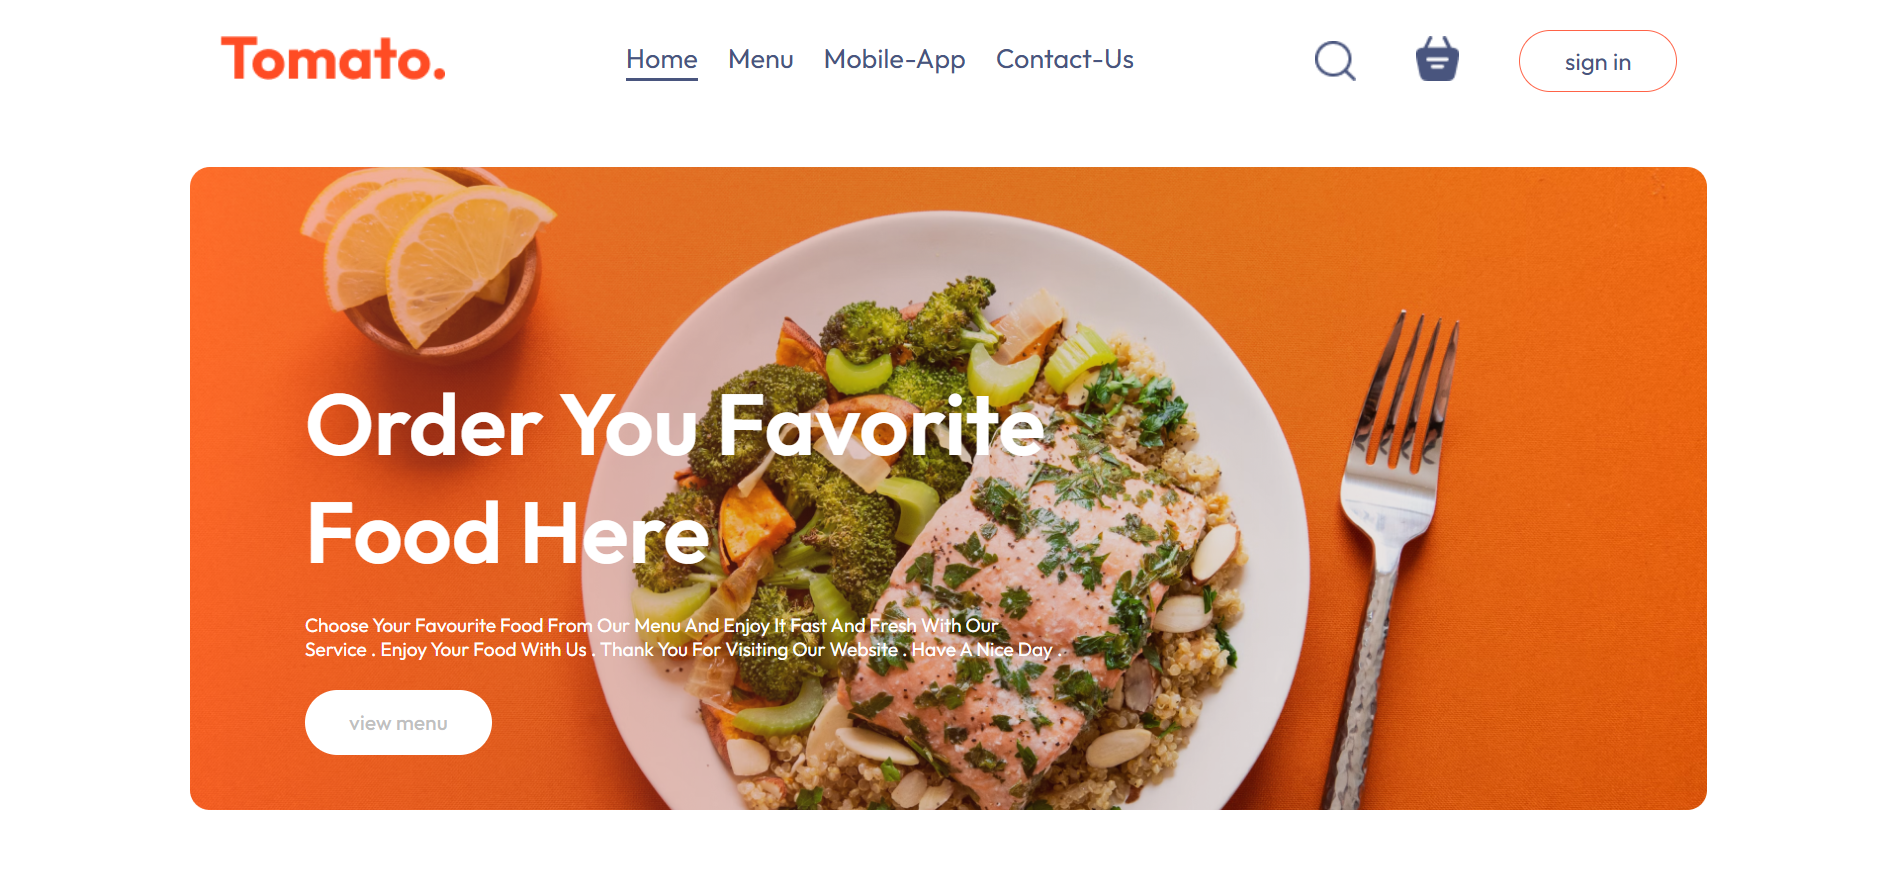 Tomato.
Home Menu Mobile-App Contact-Us
sign in
Order You Favorite
Food Here
Choose Your Favourite Food From Our Menu And Enjoy It Fast And Fresh With Our
Service . Enjoy Your Food With Us . Thank You For Visiting Our Website . Have A Nice Day .
view menu